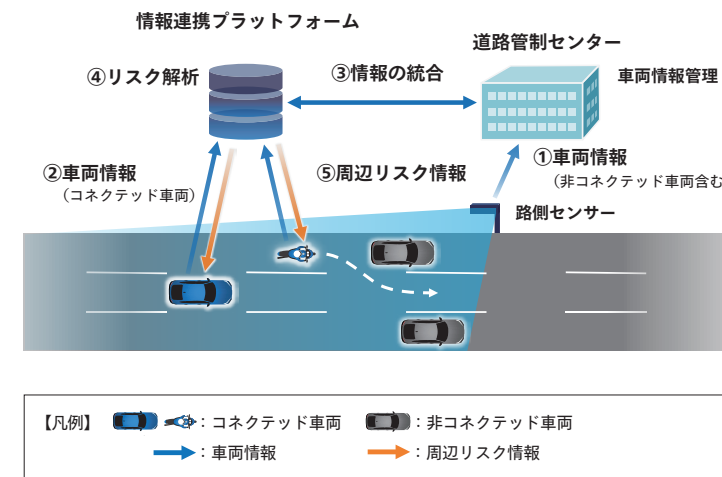 情報連携プラットフォーム
道路管制センター
④リスク解析
③情報の統合
車両情報管理
②車両情報
（コネクテッド車両）
⑤周辺リスク情報
①車両情報
（非コネクテッド車両含む
路側センサー
【凡例】 ：コネクテッド車両 ：非コネクテッド車両
：車両情報 ：周辺リスク情報